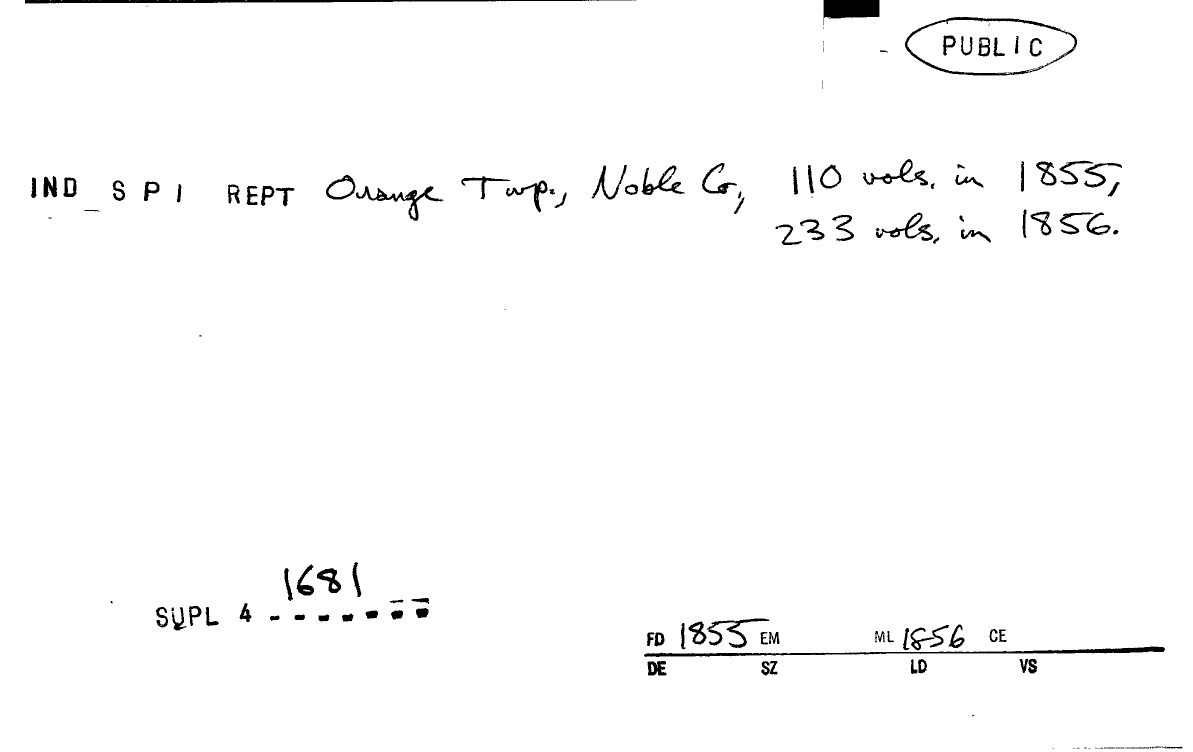 PUBLIC
IND SPI REPT Orange Twp., Noble Co., 110 vols. in 1855,
233 vols. in 1856.
1681
SUPL 4 - - - - - - -
FD 1855 EM ML 1856 CE
DE SZ LD VS